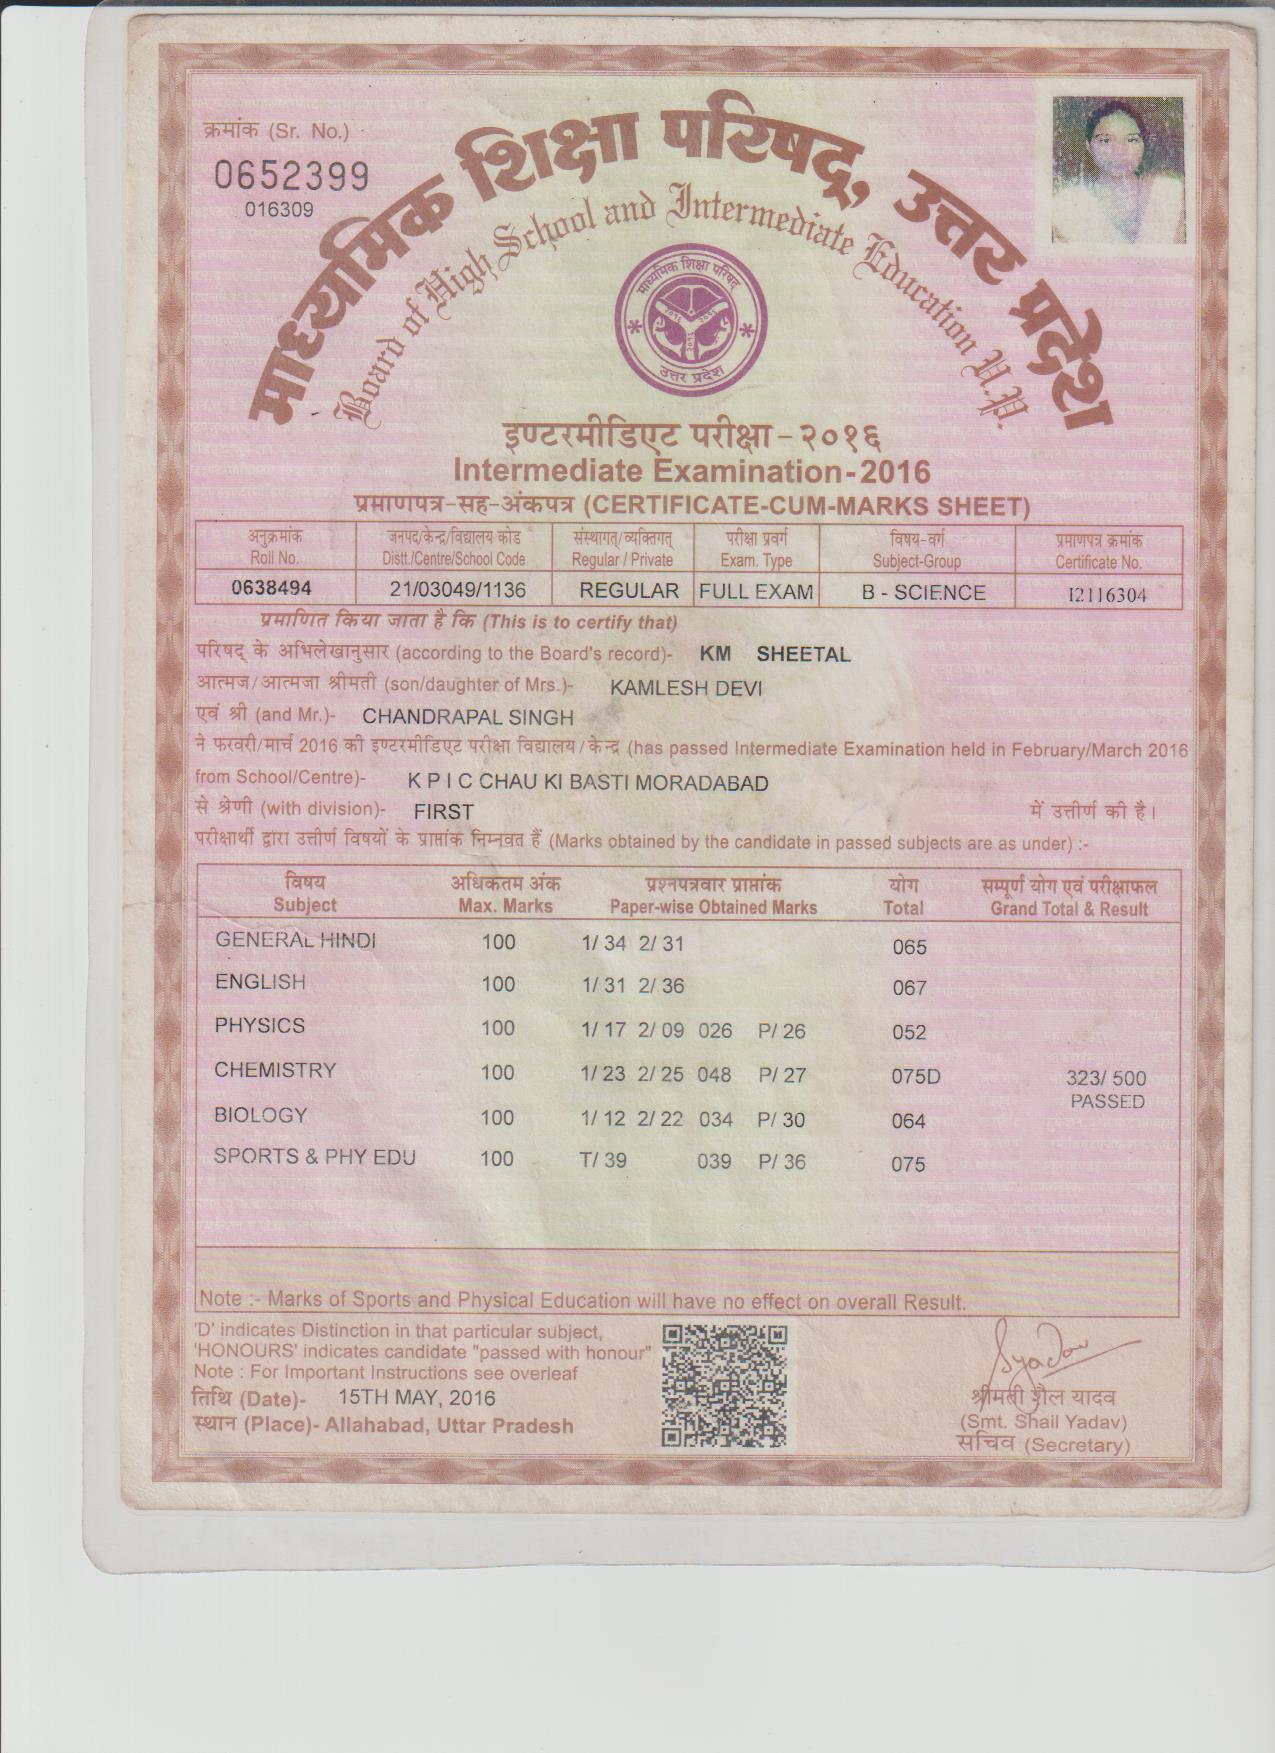 क्रमांक (Sr. No.)
0652399
016309
माध्यमिक शिक्षा परिषद्, उत्तर प्रदेश
Board of High School and Intermediate Education U.P.
माध्यमिक शिक्षा परिषद्
उत्तर प्रदेश
इण्टरमीडिएट परीक्षा - २०१६
Intermediate Examination-2016
प्रमाणपत्र-सह-अंकपत्र (CERTIFICATE-CUM-MARKS SHEET)
अनुक्रमांक जनपद/केन्द्र/विद्यालय कोड संस्थागत/व्यक्तिगत् परीक्षा प्रवर्ग विषय-वर्ग प्रमाणपत्र क्रमांक
Roll No. Distt./Centre/School Code Regular / Private Exam. Type Subject-Group Certificate No.
0638494 21/03049/1136 REGULAR FULL EXAM B - SCIENCE I2116304
प्रमाणित किया जाता है कि (This is to certify that)
परिषद् के अभिलेखानुसार (according to the Board's record)- KM SHEETAL
आत्मज/आत्मजा श्रीमती (son/daughter of Mrs.)- KAMLESH DEVI
एवं श्री (and Mr.)- CHANDRAPAL SINGH
ने फरवरी/मार्च 2016 की इण्टरमीडिएट परीक्षा विद्यालय/केन्द्र (has passed Intermediate Examination held in February/March 2016
from School/Centre)- K P I C CHAU KI BASTI MORADABAD
से श्रेणी (with division)- FIRST में उत्तीर्ण की है।
परीक्षार्थी द्वारा उत्तीर्ण विषयों के प्राप्तांक निम्नवत हैं (Marks obtained by the candidate in passed subjects are as under) :-
विषय अधिकतम अंक प्रश्नपत्रवार प्राप्तांक योग सम्पूर्ण योग एवं परीक्षाफल
Subject Max. Marks Paper-wise Obtained Marks Total Grand Total & Result
GENERAL HINDI 100 1/ 34 2/ 31 065
ENGLISH 100 1/ 31 2/ 36 067
PHYSICS 100 1/ 17 2/ 09 026 P/ 26 052
CHEMISTRY 100 1/ 23 2/ 25 048 P/ 27 075D 323/ 500
PASSED
BIOLOGY 100 1/ 12 2/ 22 034 P/ 30 064
SPORTS & PHY EDU 100 T/ 39 039 P/ 36 075
Note :- Marks of Sports and Physical Education will have no effect on overall Result.
'D' indicates Distinction in that particular subject,
'HONOURS' indicates candidate "passed with honour"
Note : For Important Instructions see overleaf
तिथि (Date)- 15TH MAY, 2016
स्थान (Place)- Allahabad, Uttar Pradesh
Syadav
श्रीमती शैल यादव
(Smt. Shail Yadav)
सचिव (Secretary)